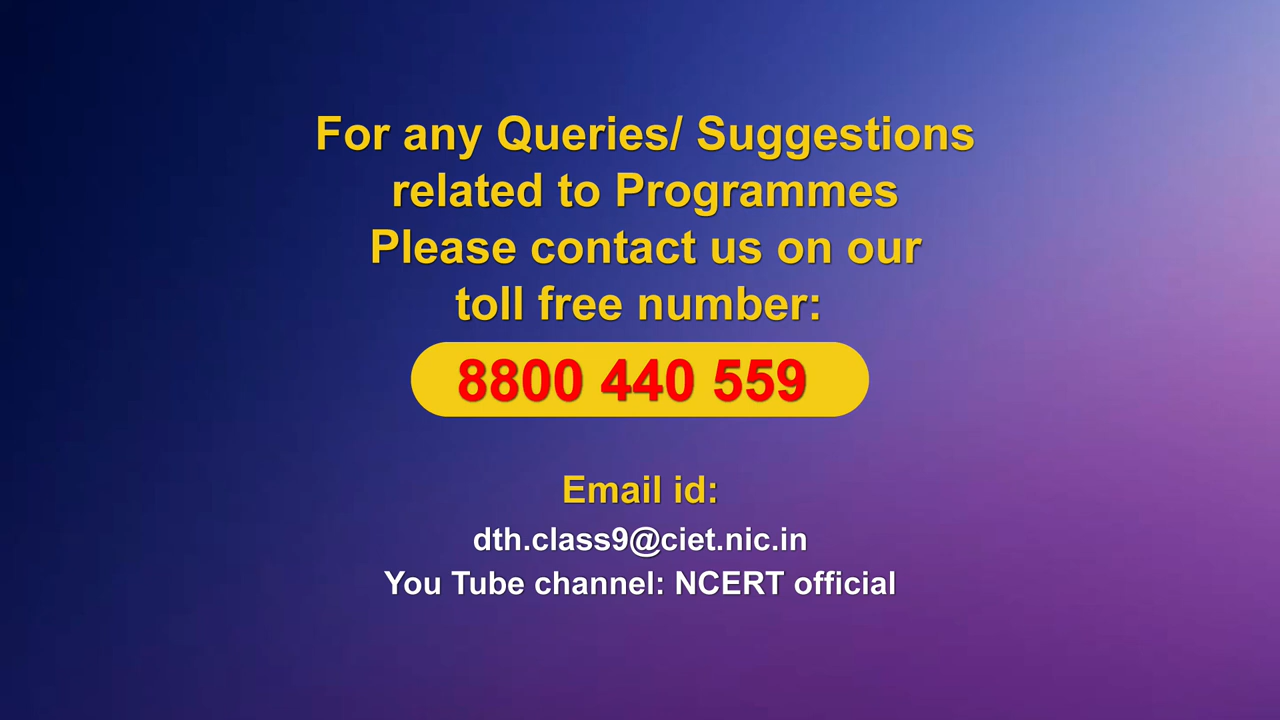 For any Queries/ Suggestions
related to Programmes
Please contact us on our
toll free number:
8800 440 559
Email id:
dth.class9@ciet.nic.in
You Tube channel: NCERT official